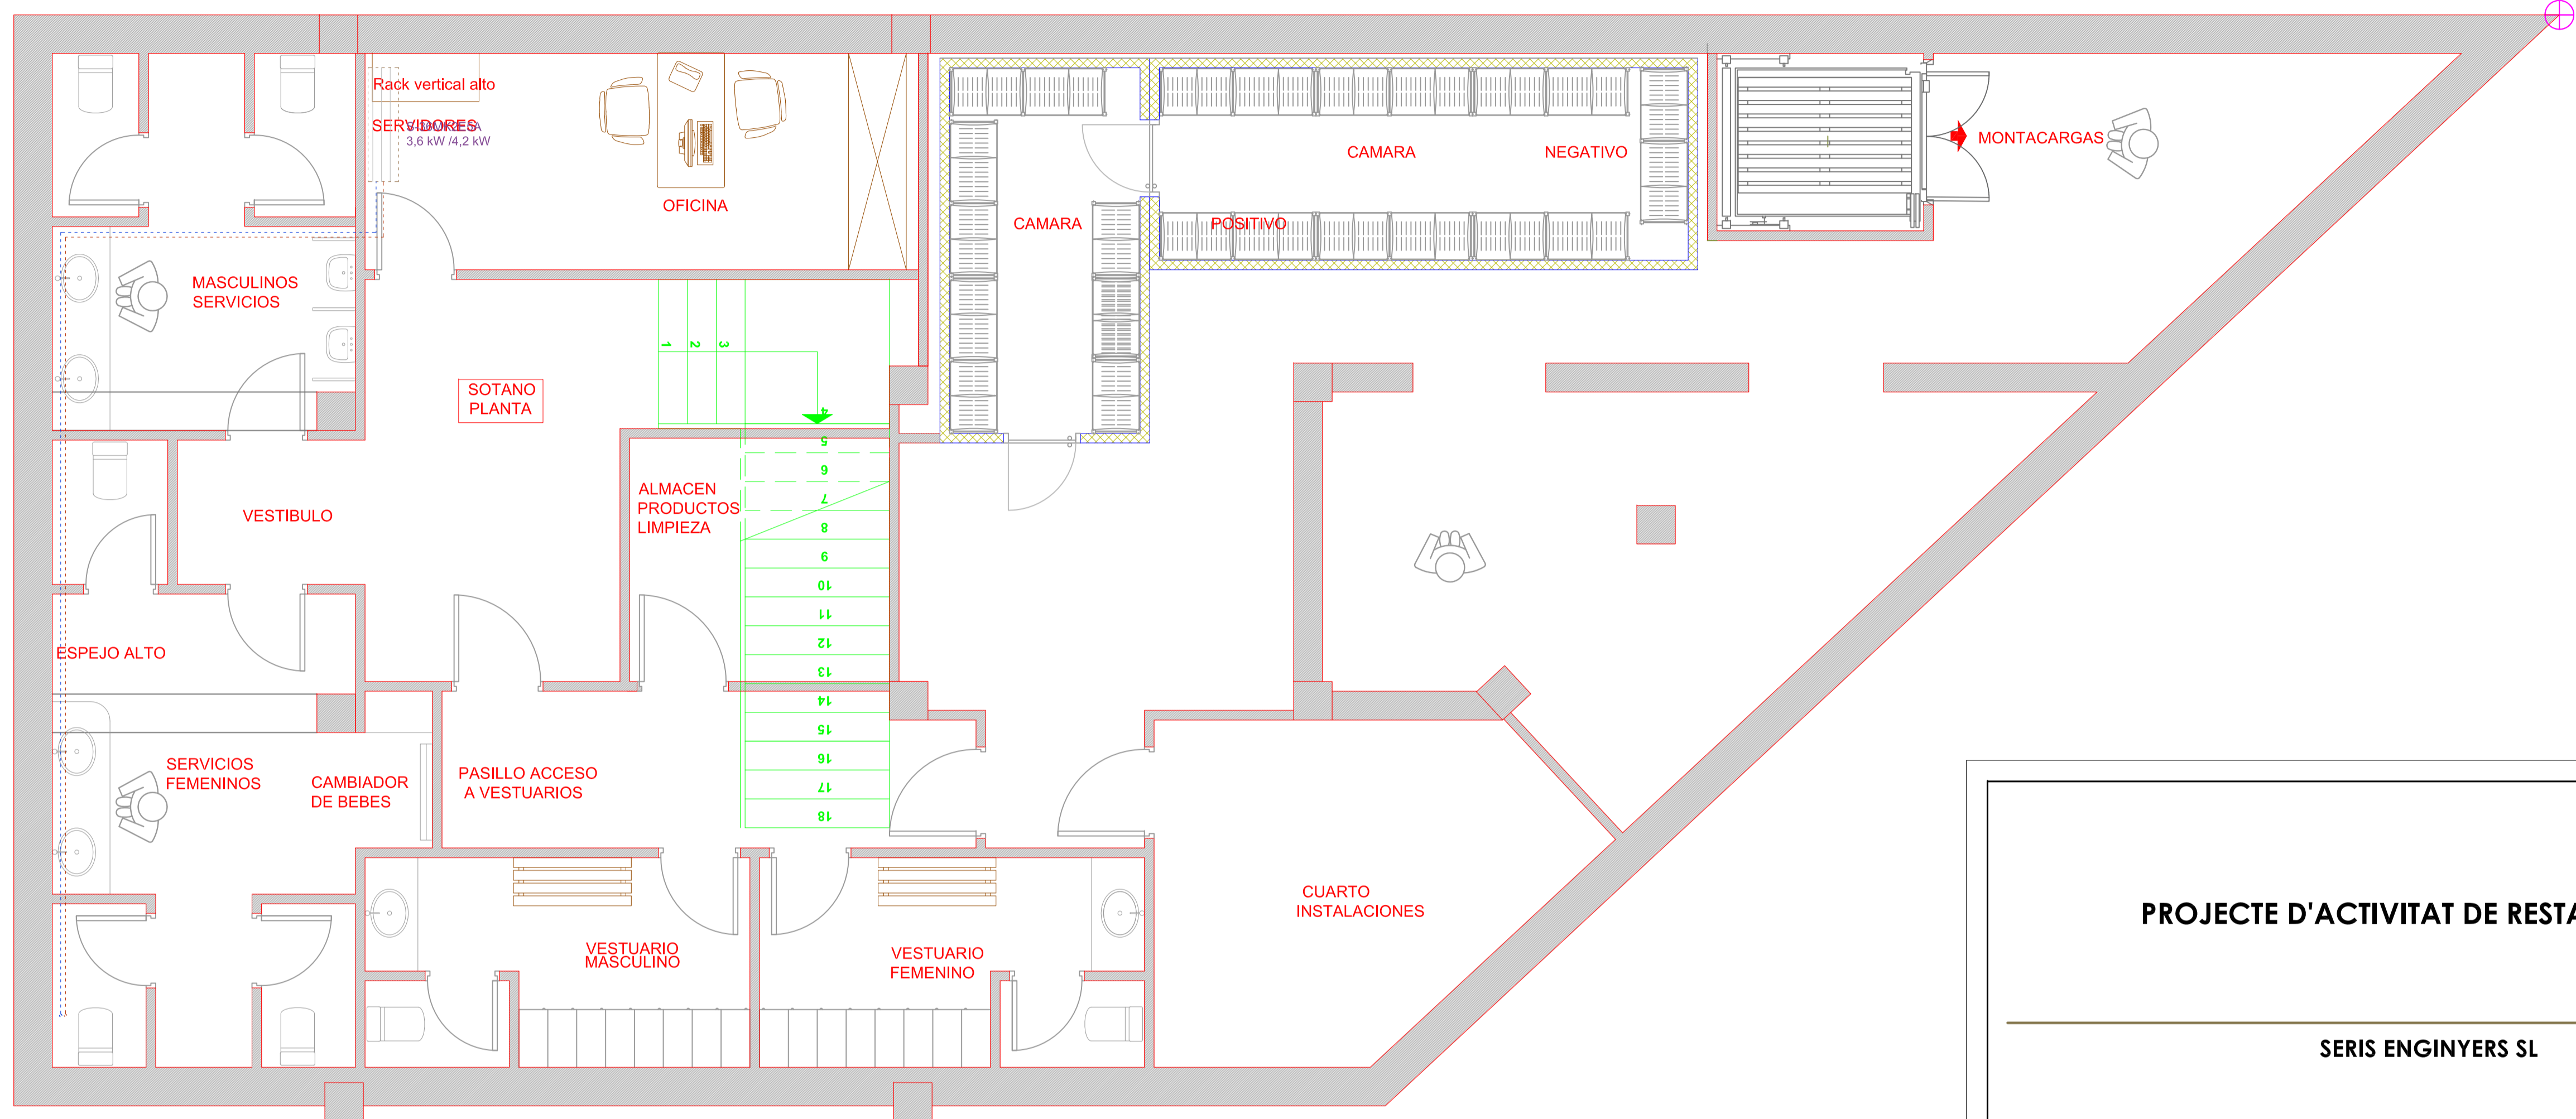 Rack vertical alto
SERVIDORES
3,6 kW /4,2 kW
OFICINA
CAMARA
NEGATIVO
CAMARA
POSITIVO
MONTACARGAS
MASCULINOS
SERVICIOS
SOTANO
PLANTA
1
2
3
4
5
6
7
8
9
10
11
12
13
14
15
16
17
18
ALMACEN
PRODUCTOS
LIMPIEZA
VESTIBULO
ESPEJO ALTO
SERVICIOS
FEMENINOS
CAMBIADOR
DE BEBES
PASILLO ACCESO
A VESTUARIOS
VESTUARIO
MASCULINO
VESTUARIO
FEMENINO
CUARTO
INSTALACIONES
PROJECTE D'ACTIVITAT DE RESTA
SERIS ENGINYERS SL